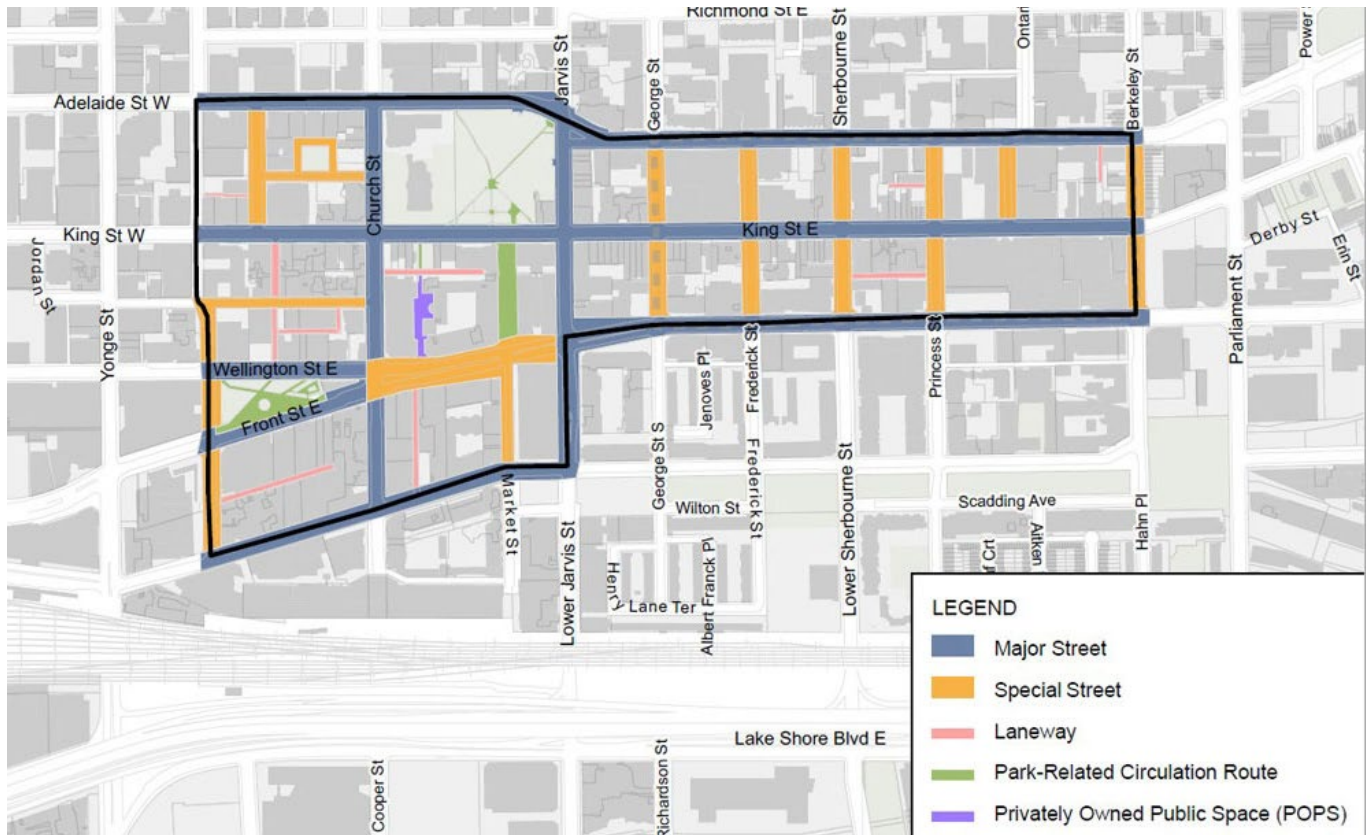 Richmond St E
Adelaide St W
Jarvis St
George St
Sherbourne St
Ontar
Berkeley St
Power
Church St
King St W
King St E
Jordan St
Yonge St
Derby St
Erin St
Parliament St
Wellington St E
Front St E
Jenoves Pl
Frederick St
Princess St
George St S
Frederick St
Market St
Wilton St
Scadding Ave
Aitken
Hahn Pl
f Crt
Henry
Lane Ter
Albert Franck Pl
Lower Jarvis St
Lower Sherbourne St
Lake Shore Blvd E
Cooper St
Richardson St
LEGEND
Major Street
Special Street
Laneway
Park-Related Circulation Route
Privately Owned Public Space (POPS)